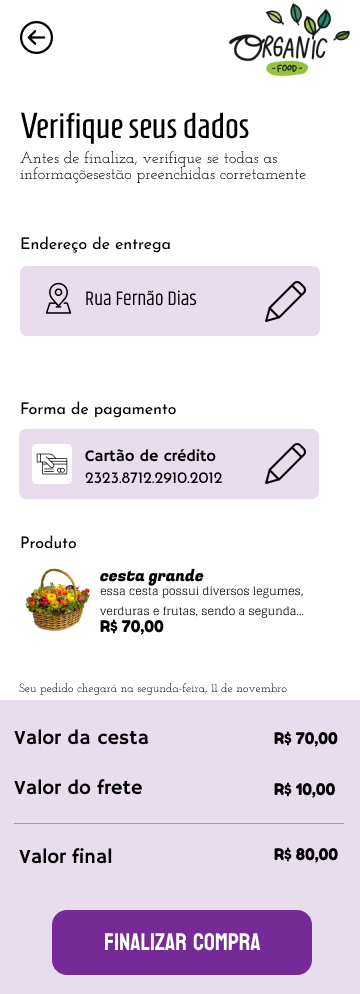 ORGANIC
- FOOD -
Verifique seus dados
Antes de finaliza, verifique se todas as
informaçõesestão preenchidas corretamente
Endereço de entrega
Rua Fernão Dias
Forma de pagamento
Cartão de crédito
2323.8712.2910.2012
Produto
cesta grande
essa cesta possui diversos legumes,
verduras e frutas, sendo a segunda...
R$ 70,00
Seu pedido chegará na segunda-feira, 11 de novembro
Valor da cesta R$ 70,00
Valor do frete R$ 10,00
Valor final R$ 80,00
FINALIZAR COMPRA